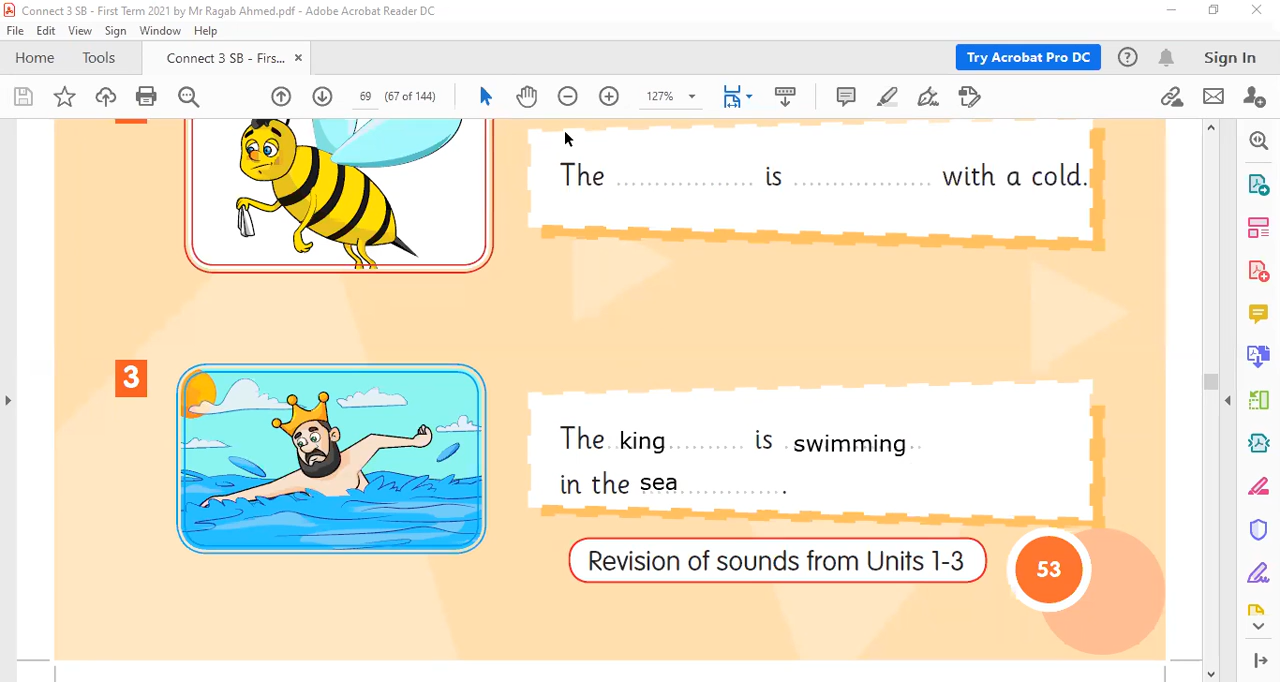 Connect 3 SB - First Term 2021 by Mr Ragab Ahmed.pdf - Adobe Acrobat Reader DC
File Edit View Sign Window Help
Home Tools Connect 3 SB - Firs... × Try Acrobat Pro DC Sign In
69 (67 of 144) 127%
The ................. is ................. with a cold.
3
The king.......... is swimming..
in the sea.............. .
Revision of sounds from Units 1-3
53